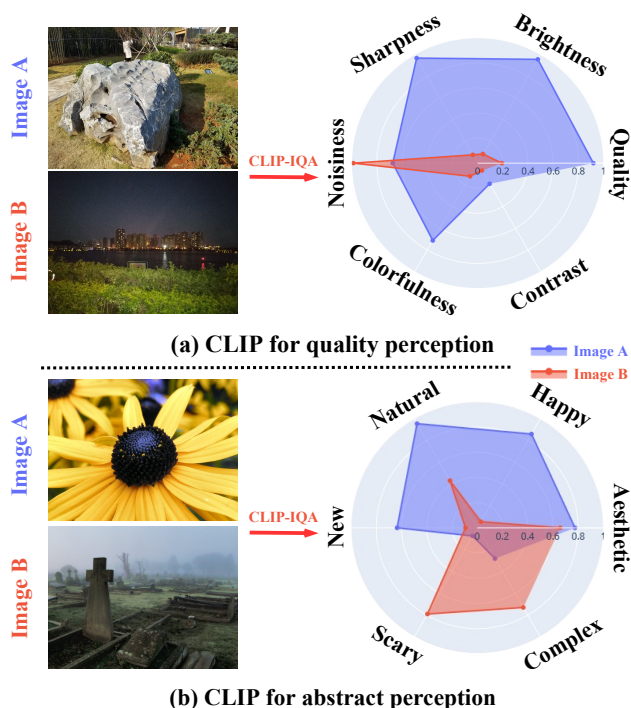 Image A
Image B
CLIP-IQA
Sharpness
Brightness
Noisiness
Quality
0 0.2 0.4 0.6 0.8 1
Colorfulness
Contrast
(a) CLIP for quality perception
Image A
Image B
Image A
Image B
CLIP-IQA
Natural
Happy
New
Aesthetic
0 0.2 0.4 0.6 0.8 1
Scary
Complex
(b) CLIP for abstract perception